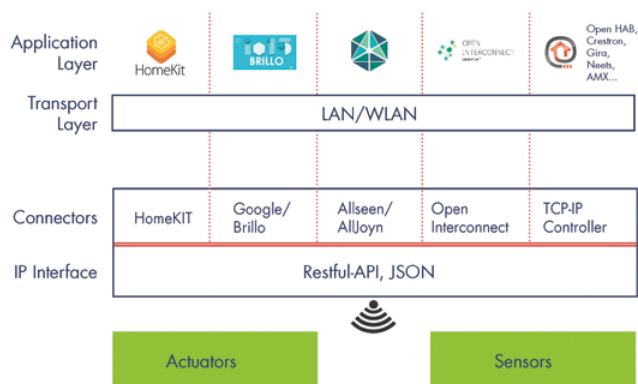 Application
Layer
HomeKit
BRILLO
OPEN
INTERCONNECT
Open HAB,
Crestron,
Gira,
Neets,
AMX...
Transport
Layer
LAN/WLAN
Connectors
HomeKIT
Google/
Brillo
Allseen/
AllJoyn
Open
Interconnect
TCP-IP
Controller
IP Interface
Restful-API, JSON
Actuators
Sensors